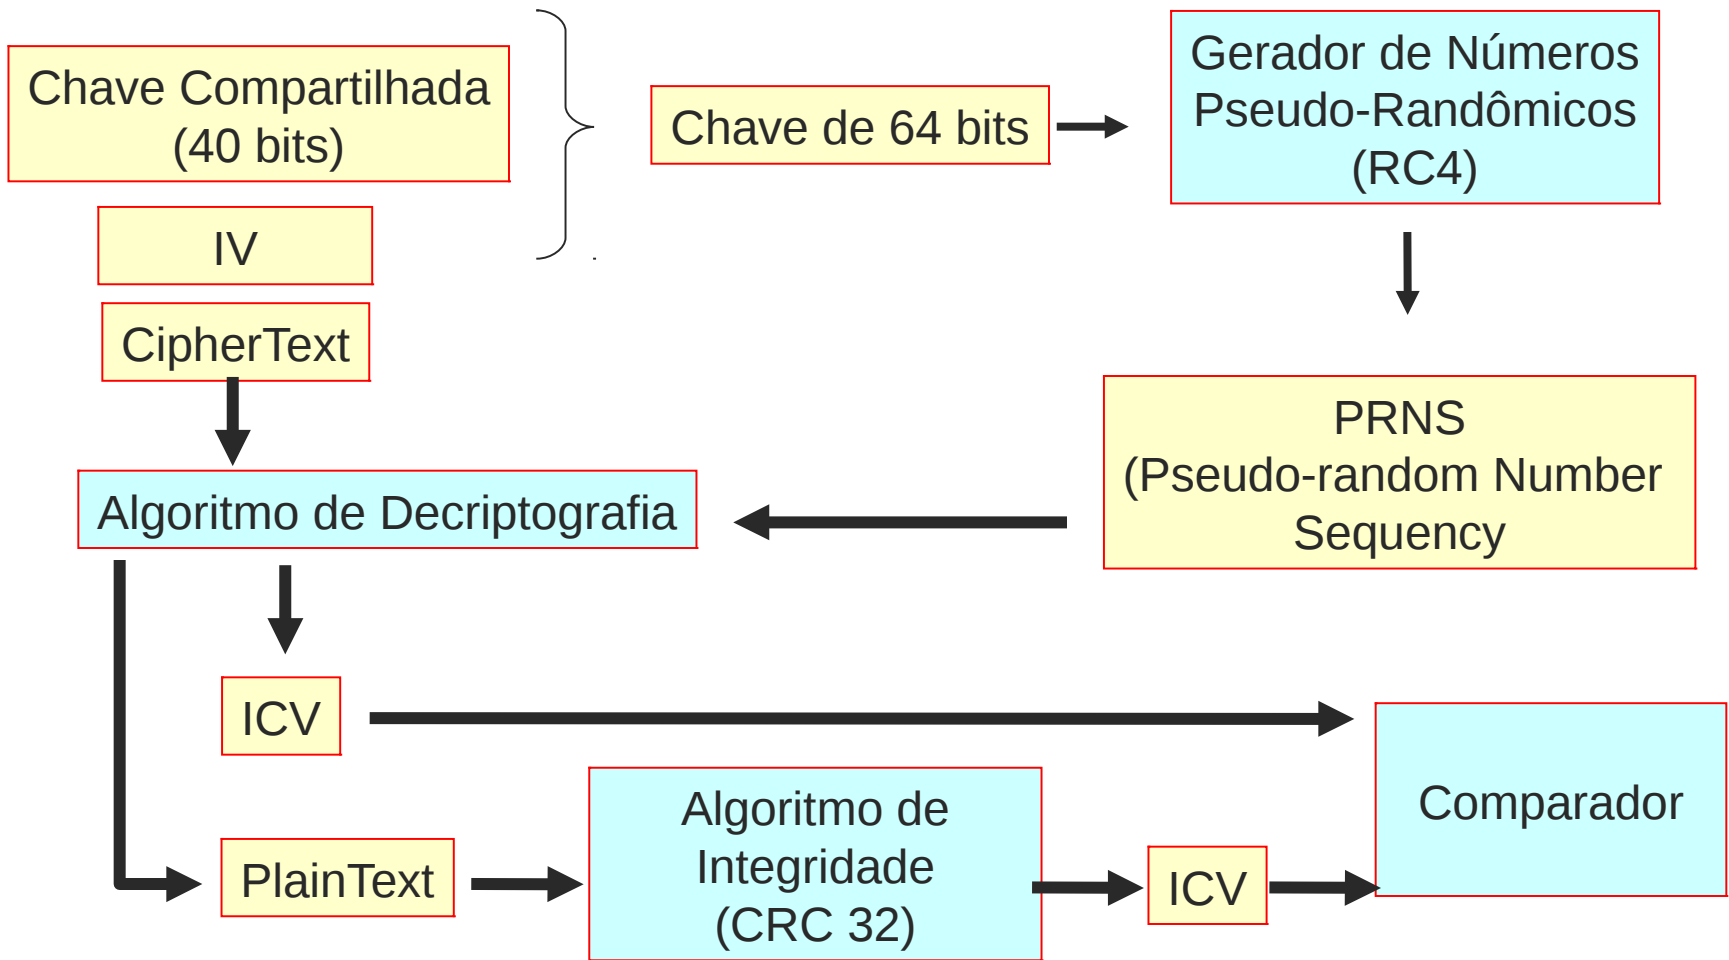 Chave Compartilhada
(40 bits)
IV
Chave de 64 bits
Gerador de Números
Pseudo-Randômicos
(RC4)
CipherText
PRNS
(Pseudo-random Number
Sequency
Algoritmo de Decriptografia
ICV
PlainText
Algoritmo de
Integridade
(CRC 32)
ICV
Comparador